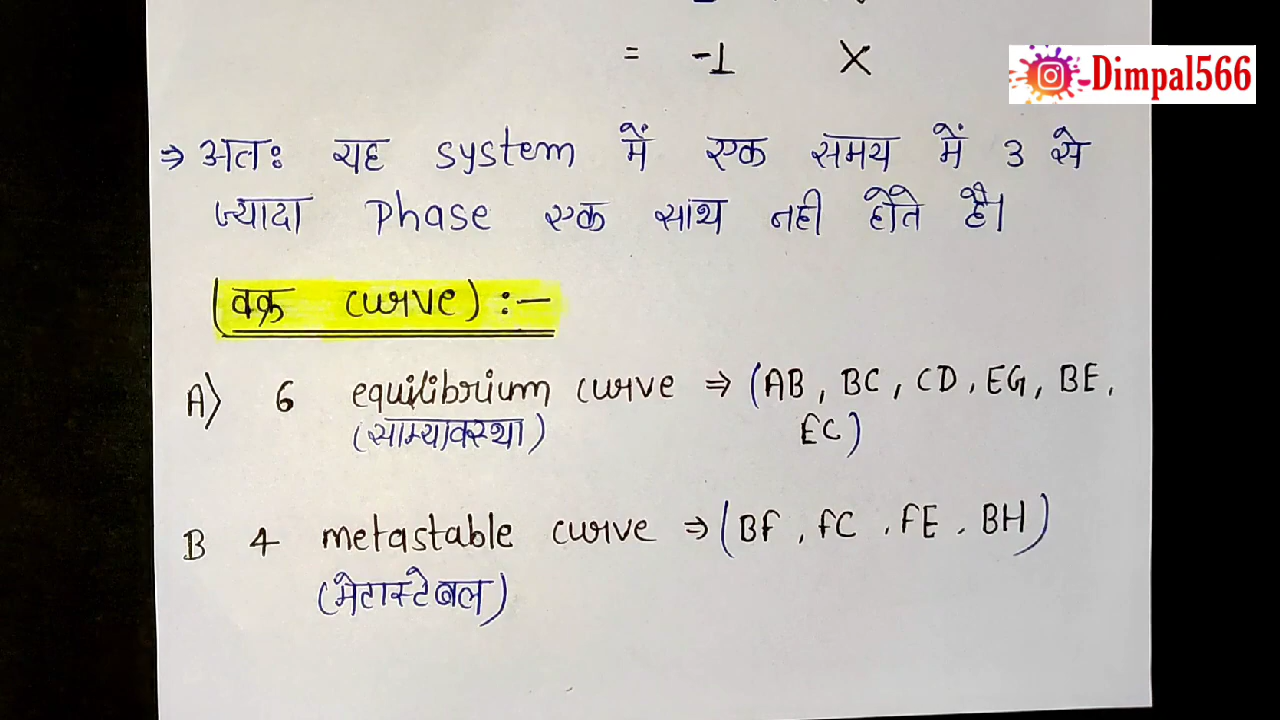 = -1 X
-Dimpal566
⇒ अतः यह system में एक समय में 3 से
ज्यादा Phase एक साथ नही होते है।
(वक्र curve) :-
A) 6 equilibrium curve ⇒ (AB, BC, CD, EG, BE,
(साम्यावस्था) EC)
B 4 metastable curve ⇒ (BF, FC, FE, BH)
(मेटास्टेबल)